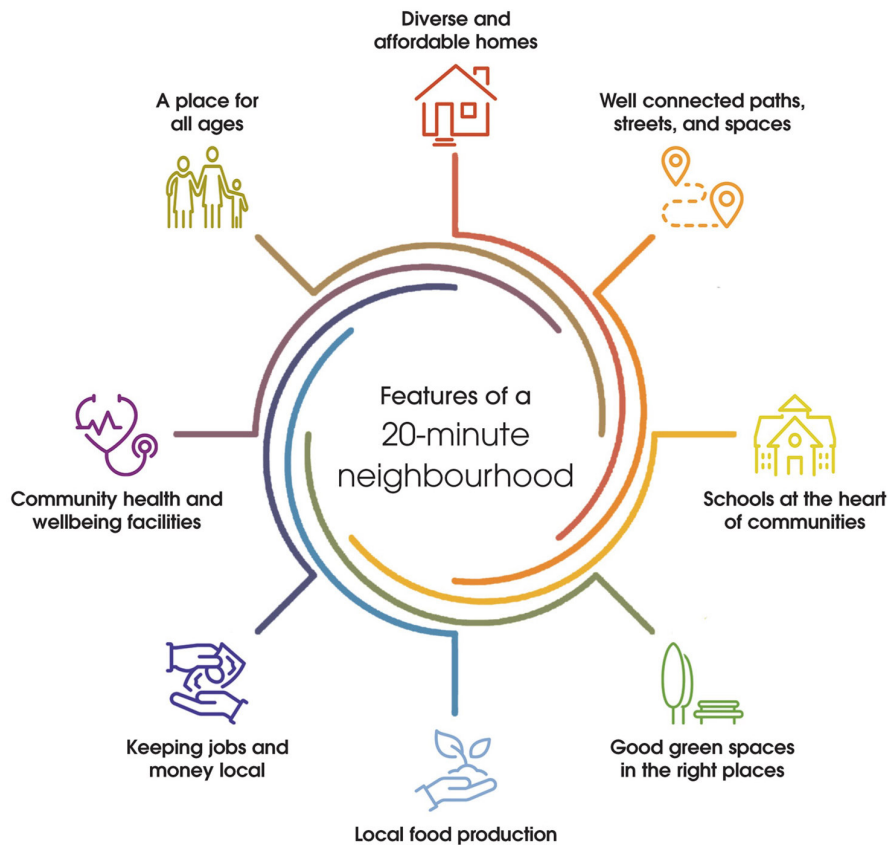 Diverse and
affordable homes
A place for
all ages
Well connected paths,
streets, and spaces
Features of a
20-minute
neighbourhood
Community health and
wellbeing facilities
Schools at the heart
of communities
Keeping jobs and
money local
Good green spaces
in the right places
Local food production